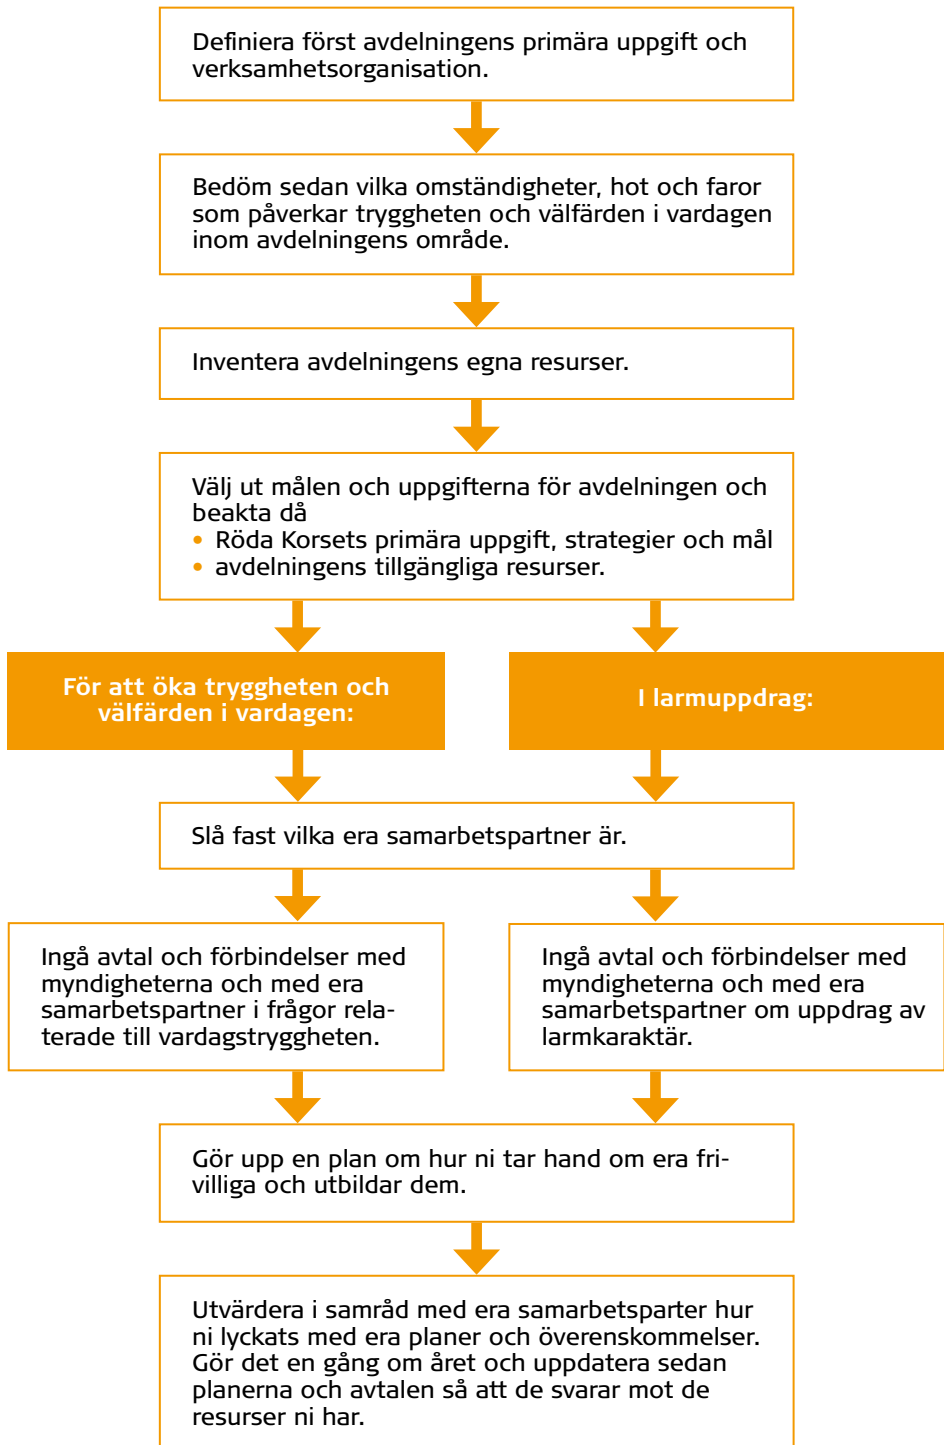 Definiera först avdelningens primära uppgift och
verksamhetsorganisation.
Bedöm sedan vilka omständigheter, hot och faror
som påverkar tryggheten och välfärden i vardagen
inom avdelningens område.
Inventera avdelningens egna resurser.
Välj ut målen och uppgifterna för avdelningen och
beakta då
• Röda Korsets primära uppgift, strategier och mål
• avdelningens tillgängliga resurser.
För att öka tryggheten och
välfärden i vardagen:
I larmuppdrag:
Slå fast vilka era samarbetspartner är.
Ingå avtal och förbindelser med
myndigheterna och med era
samarbetspartner i frågor rela-
terade till vardagstryggheten.
Ingå avtal och förbindelser med
myndigheterna och med era
samarbetspartner om uppdrag av
larmkaraktär.
Gör upp en plan om hur ni tar hand om era fri-
villiga och utbildar dem.
Utvärdera i samråd med era samarbetsparter hur
ni lyckats med era planer och överenskommelser.
Gör det en gång om året och uppdatera sedan
planerna och avtalen så att de svarar mot de
resurser ni har.